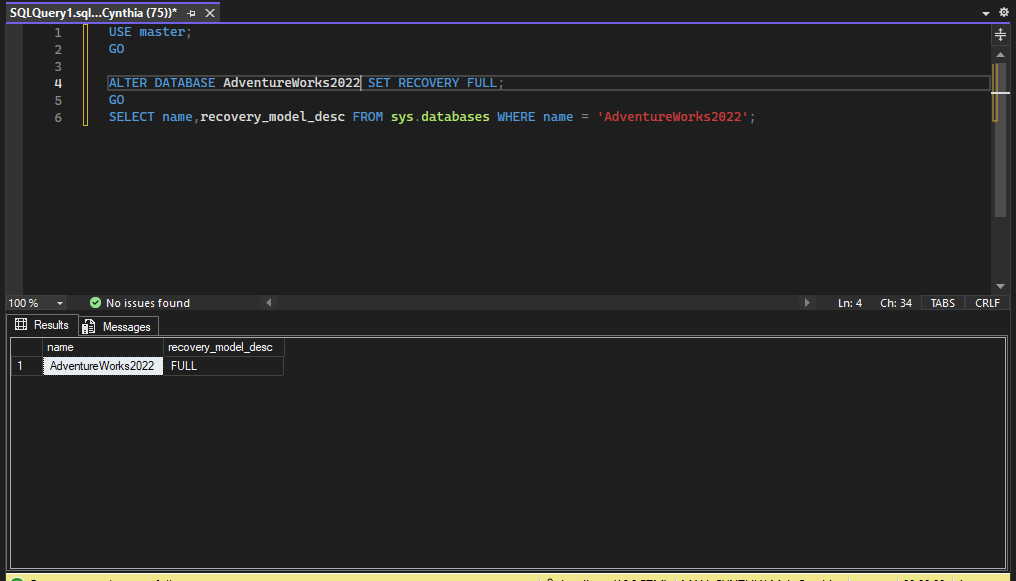 SQLQuery1.sql...Cynthia (75))*
1 USE master;
2 GO
3
4 ALTER DATABASE AdventureWorks2022 SET RECOVERY FULL;
5 GO
6 SELECT name,recovery_model_desc FROM sys.databases WHERE name = 'AdventureWorks2022';
100 % No issues found Ln: 4 Ch: 34 TABS CRLF
Results Messages
name recovery_model_desc
1 AdventureWorks2022 FULL